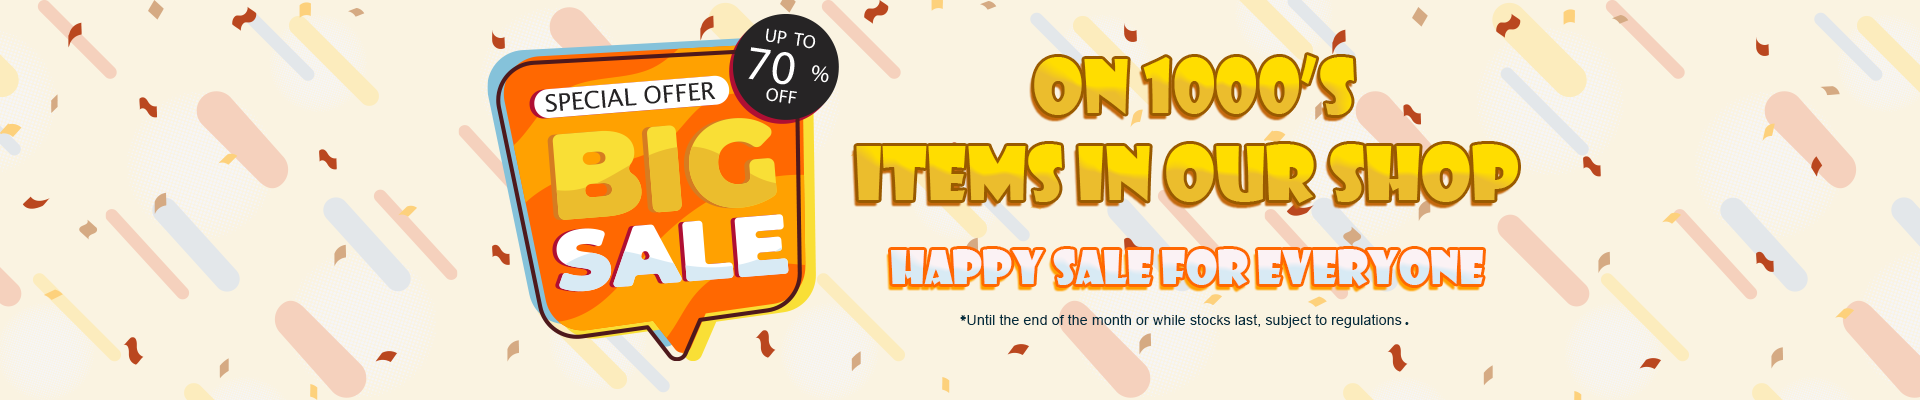 UP TO
70 %
OFF
SPECIAL OFFER
BIG
SALE
ON 1000'S
ITEMS IN OUR SHOP
HAPPY SALE FOR EVERYONE
*Until the end of the month or while stocks last, subject to regulations.